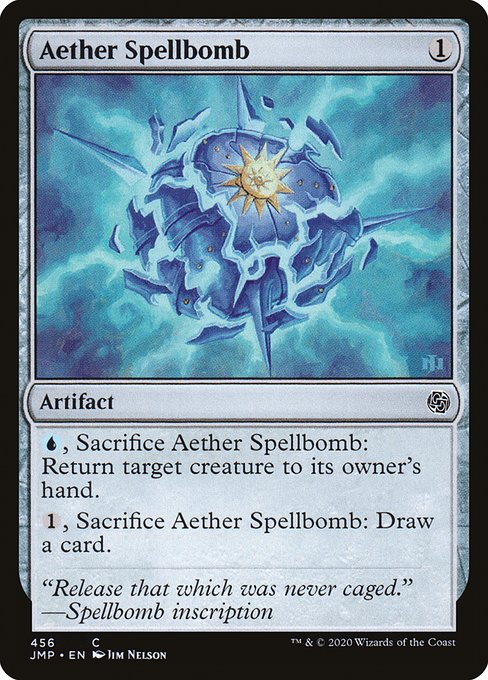 Aether Spellbomb 1
Artifact
, Sacrifice Aether Spellbomb:
Return target creature to its owner's
hand.
1, Sacrifice Aether Spellbomb: Draw
a card.
“Release that which was never caged.”
—Spellbomb inscription
456 C
JMP • EN Jim Nelson
™ & © 2020 Wizards of the Coast